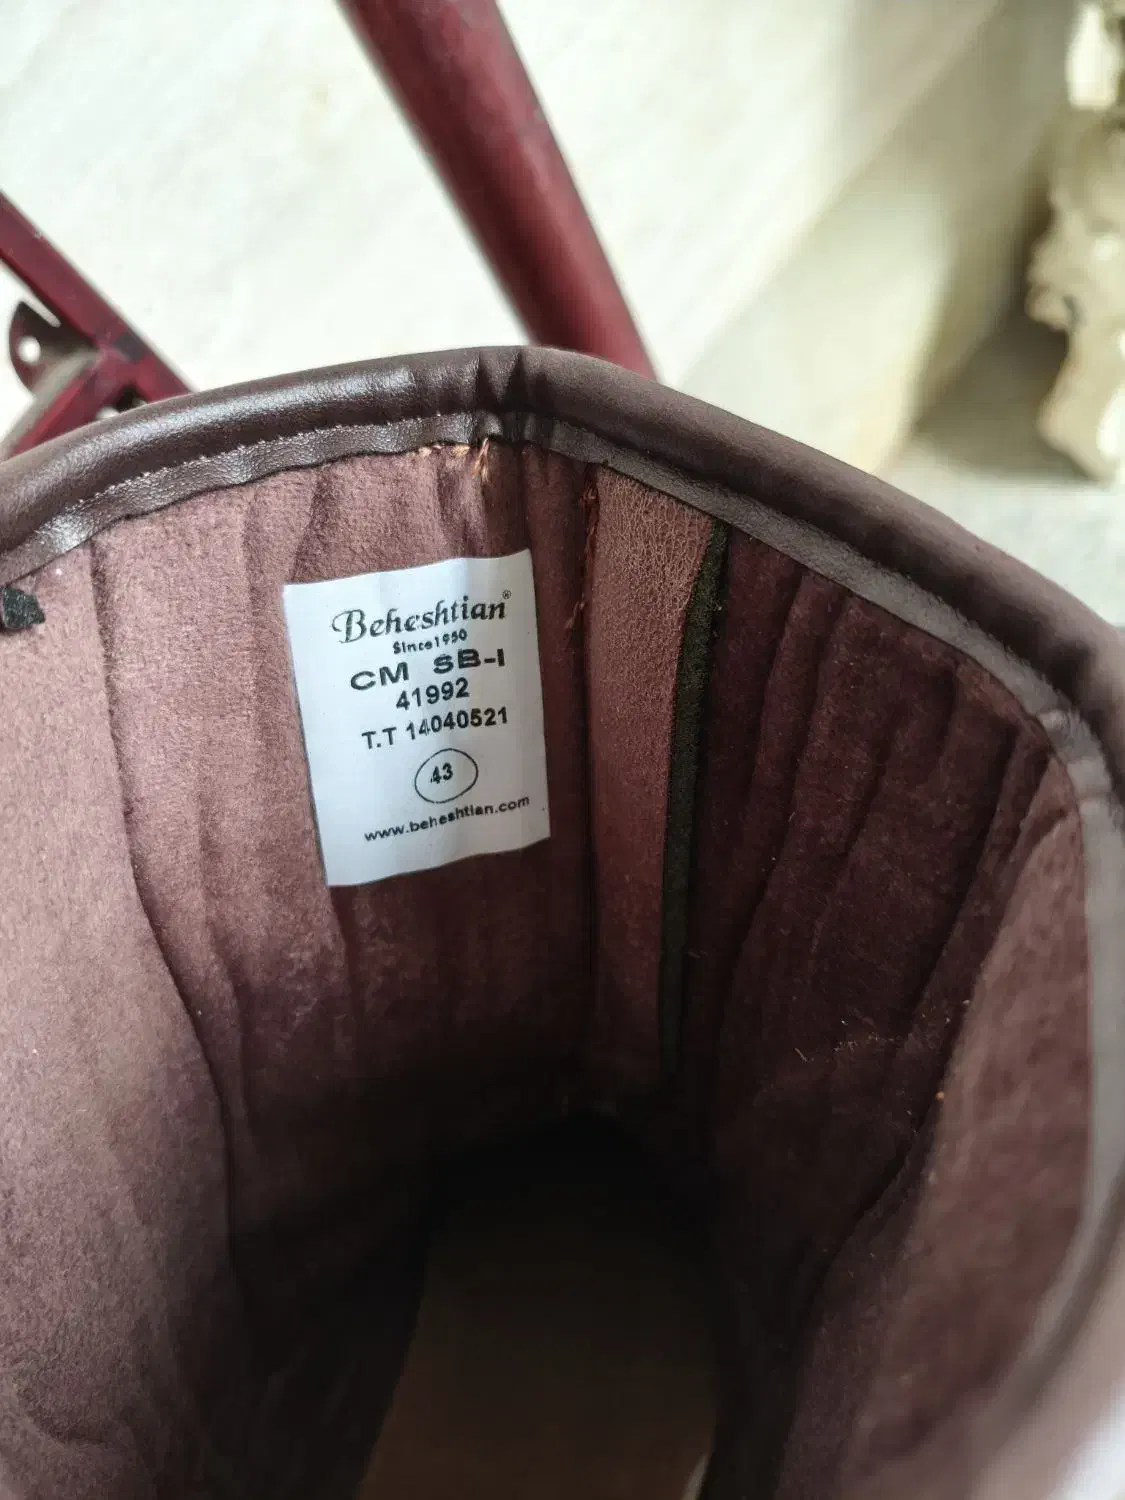 Beheshtian®
Since1950
CM SB-I
41992
T.T 14040521
43
www.beheshtian.com